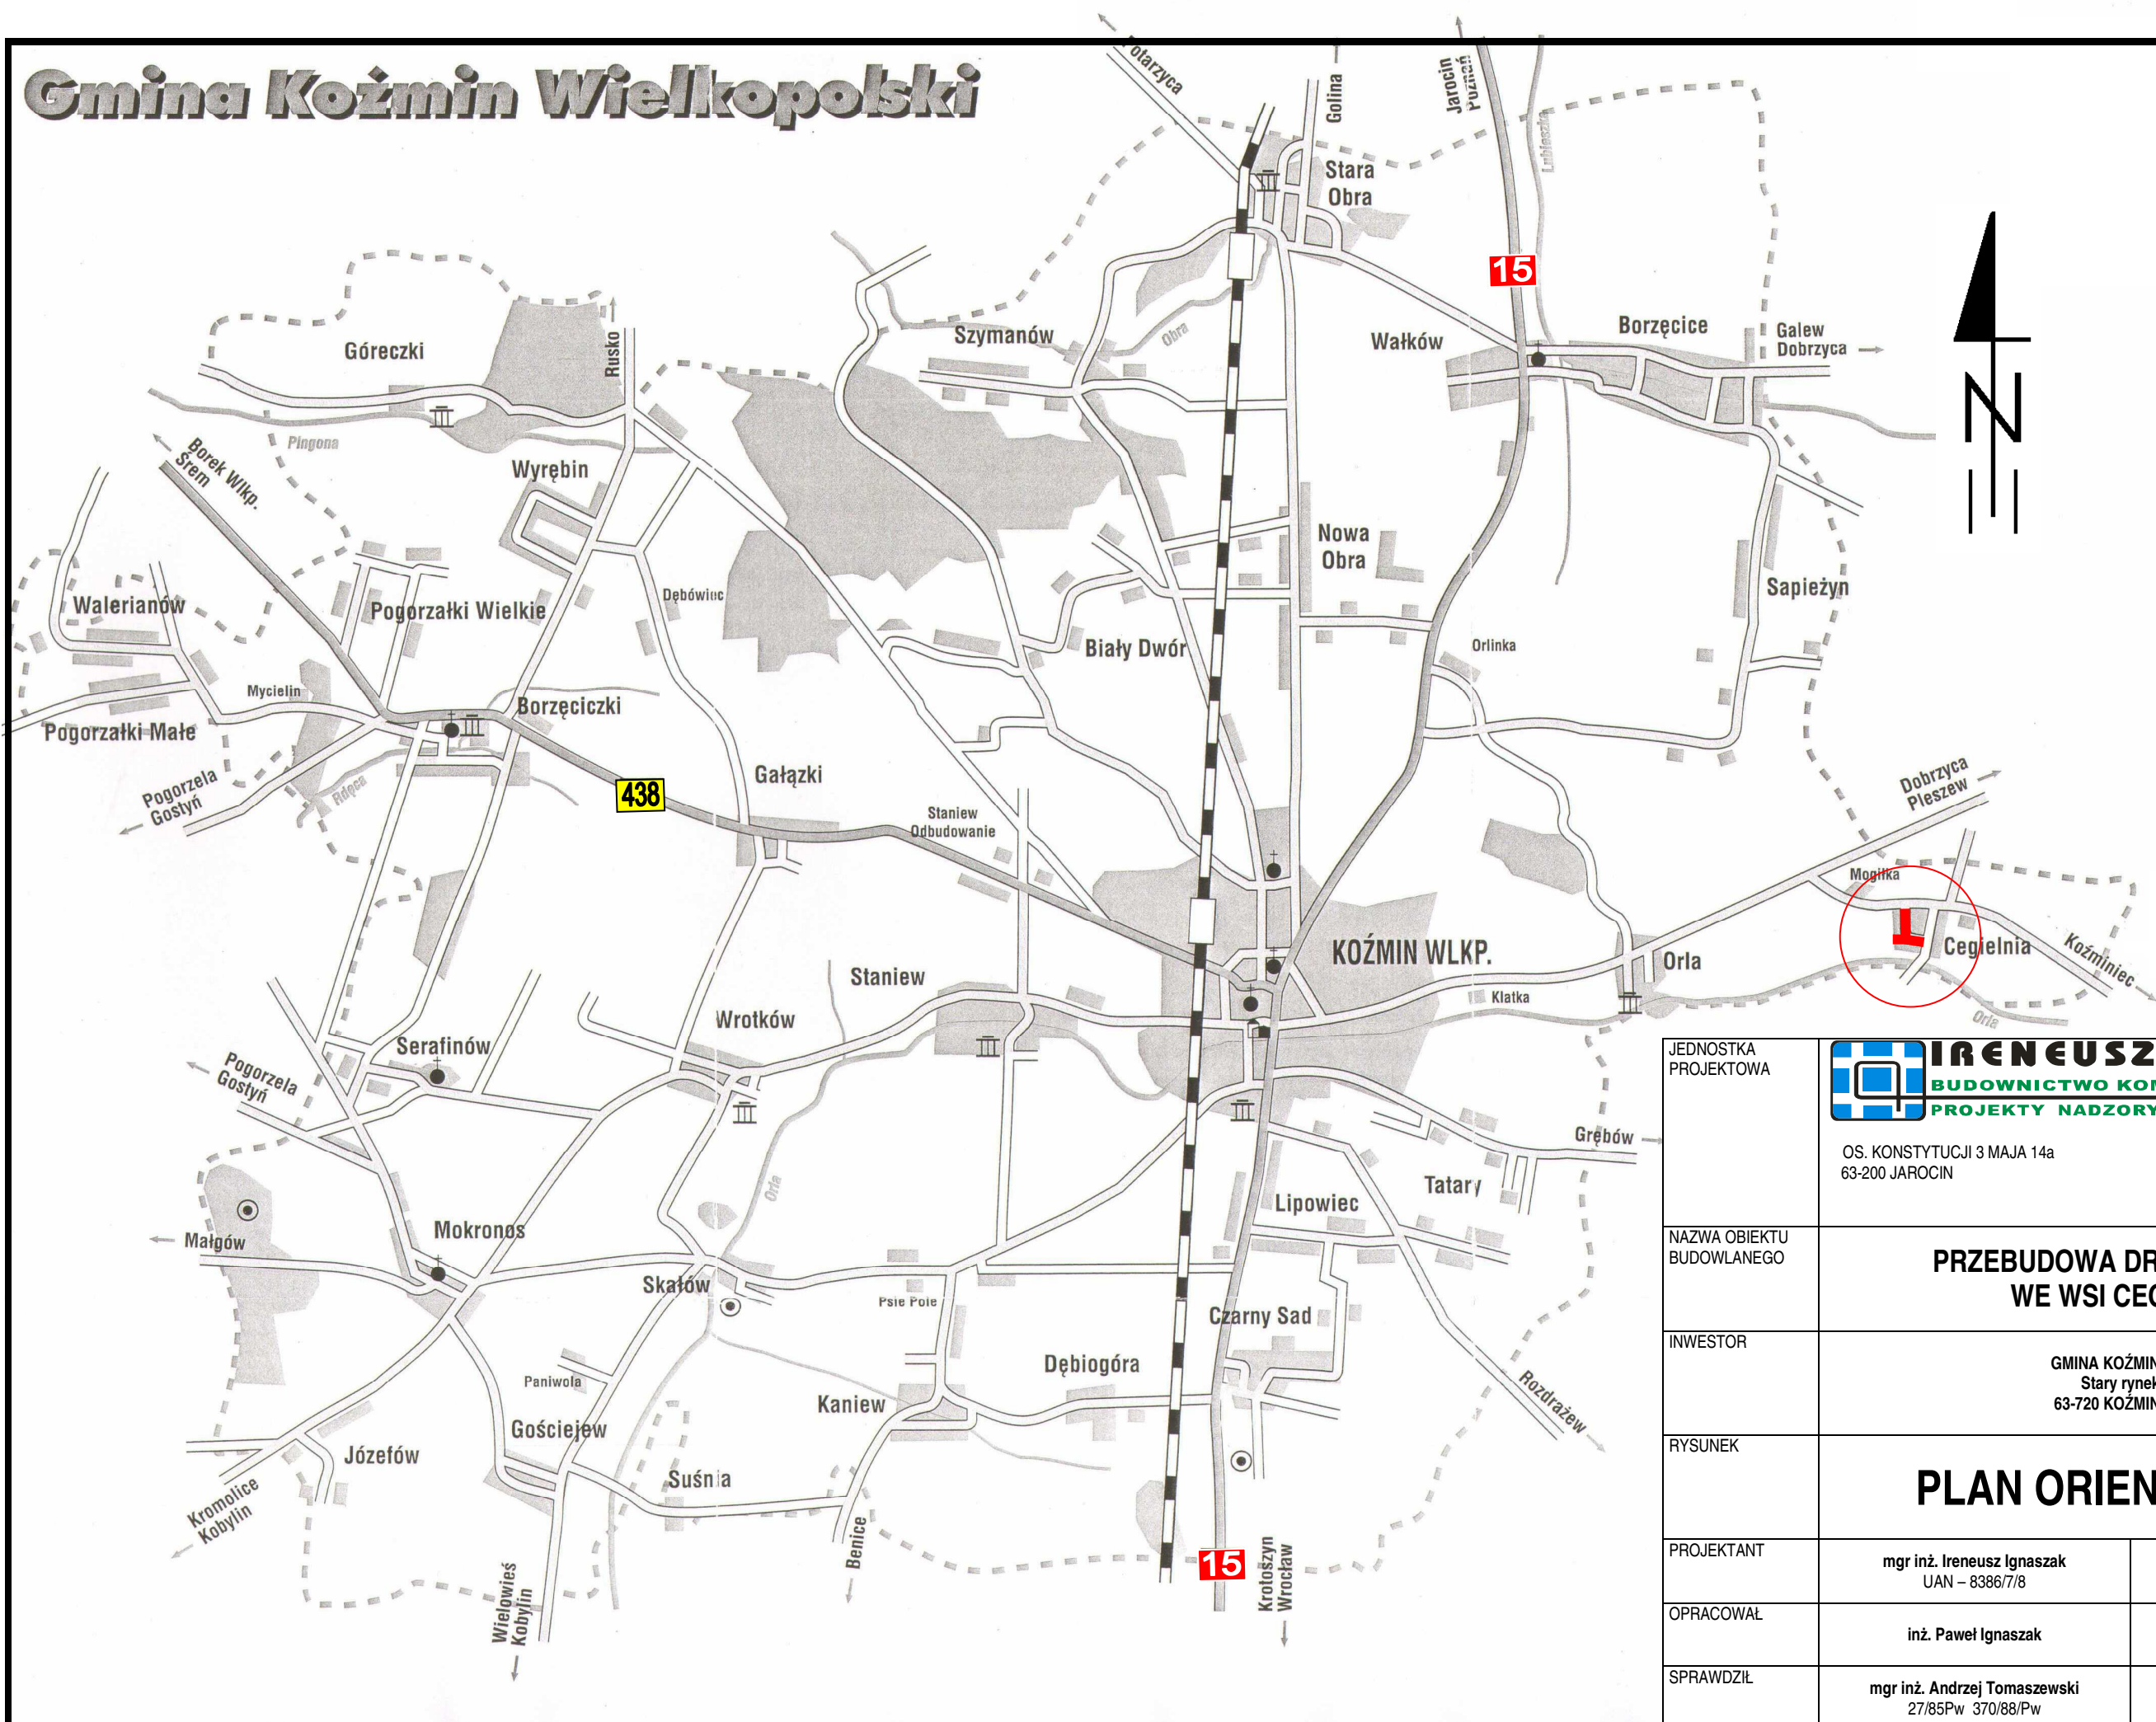 Gmina Koźmin Wielkopolski
Potarzyca
Golina
Jarocin
Poznań
Lubieszka
Stara
Obra
15
Góreczki
Rusko
Szymanów
Obra
Wałków
Borzęcice
Galew
Dobrzyca
N
Pingona
Borek Wlkp.
Śrem
Wyrębin
Nowa
Obra
Walerianów
Pogorzałki Wielkie
Dębówiec
Sapieżyn
Biały Dwór
Orlinka
Mycielin
Borzęciczki
Pogorzałki Małe
Pogorzela
Gostyń
Rdęca
438
Gałązki
Staniew
Odbudowanie
Dobrzyca
Pleszew
Mogiłka
KOŹMIN WLKP.
Cegielnia
Koźminiec
Orla
Staniew
Klatka
Orla
Wrotków
Serafinów
Pogorzela
Gostyń
Grębów
Orla
Lipowiec
Tatary
Małgów
Mokronos
Skałów
Psie Pole
Czarny Sad
Dębiogóra
Paniwola
Kaniew
Rozdrażew
Gościejew
Józefów
Suśnia
Kromolice
Kobylin
Benice
15
Krotoszyn
Wrocław
Wielowieś
Kobylin
JEDNOSTKA
PROJEKTOWA
IRENEUSZ
BUDOWNICTWO KOM
PROJEKTY NADZORY
OS. KONSTYTUCJI 3 MAJA 14a
63-200 JAROCIN
NAZWA OBIEKTU
BUDOWLANEGO
PRZEBUDOWA DR
WE WSI CEG
INWESTOR
GMINA KOŹMIN
Stary rynek
63-720 KOŹMIN
RYSUNEK
PLAN ORIEN
PROJEKTANT
mgr inż. Ireneusz Ignaszak
UAN – 8386/7/8
OPRACOWAŁ
inż. Paweł Ignaszak
SPRAWDZIŁ
mgr inż. Andrzej Tomaszewski
27/85Pw 370/88/Pw